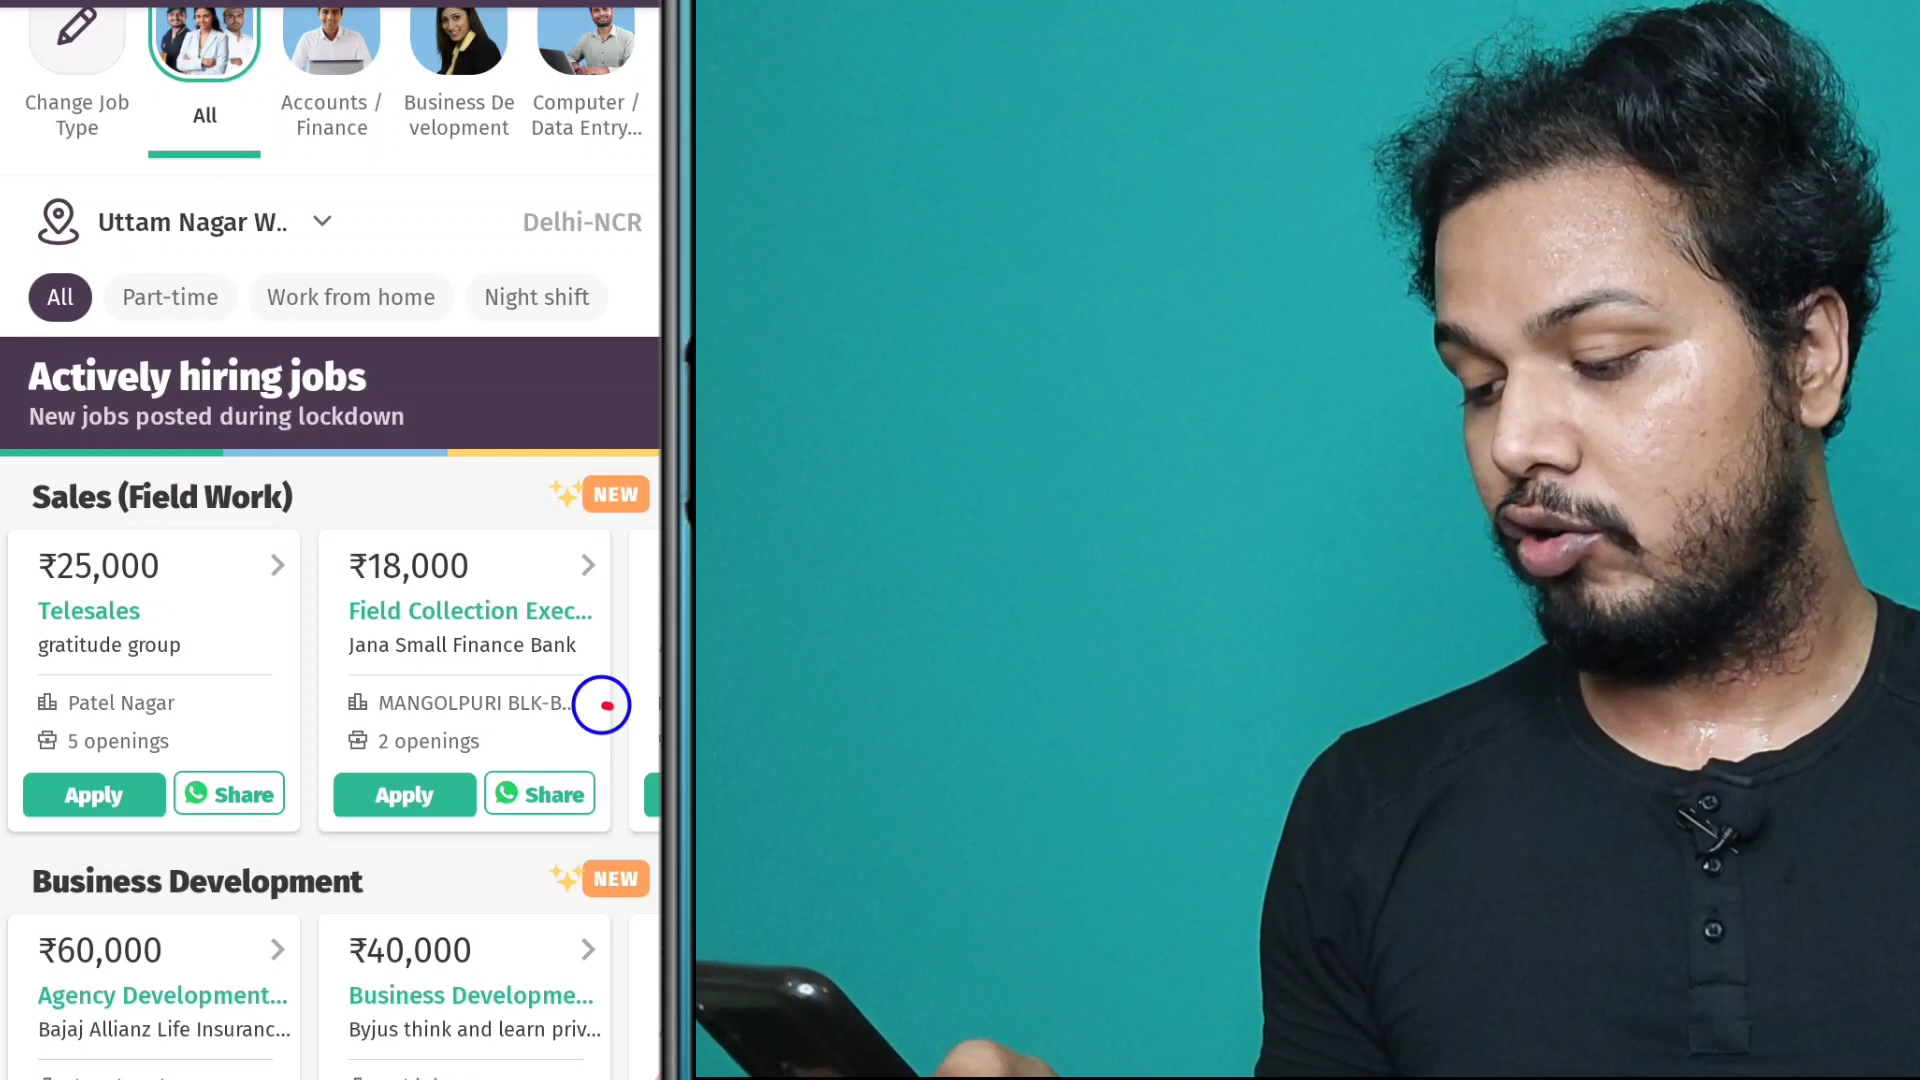 Change Job
Type
All
Accounts /
Finance
Business De
velopment
Computer /
Data Entry...
Uttam Nagar W..
Delhi-NCR
All
Part-time
Work from home
Night shift
Actively hiring jobs
New jobs posted during lockdown
Sales (Field Work)
NEW
₹25,000
Telesales
gratitude group
Patel Nagar
5 openings
Apply
Share
₹18,000
Field Collection Exec...
Jana Small Finance Bank
MANGOLPURI BLK-B..
2 openings
Apply
Share
Business Development
NEW
₹60,000
Agency Development...
Bajaj Allianz Life Insuranc...
₹40,000
Business Developme...
Byjus think and learn priv...